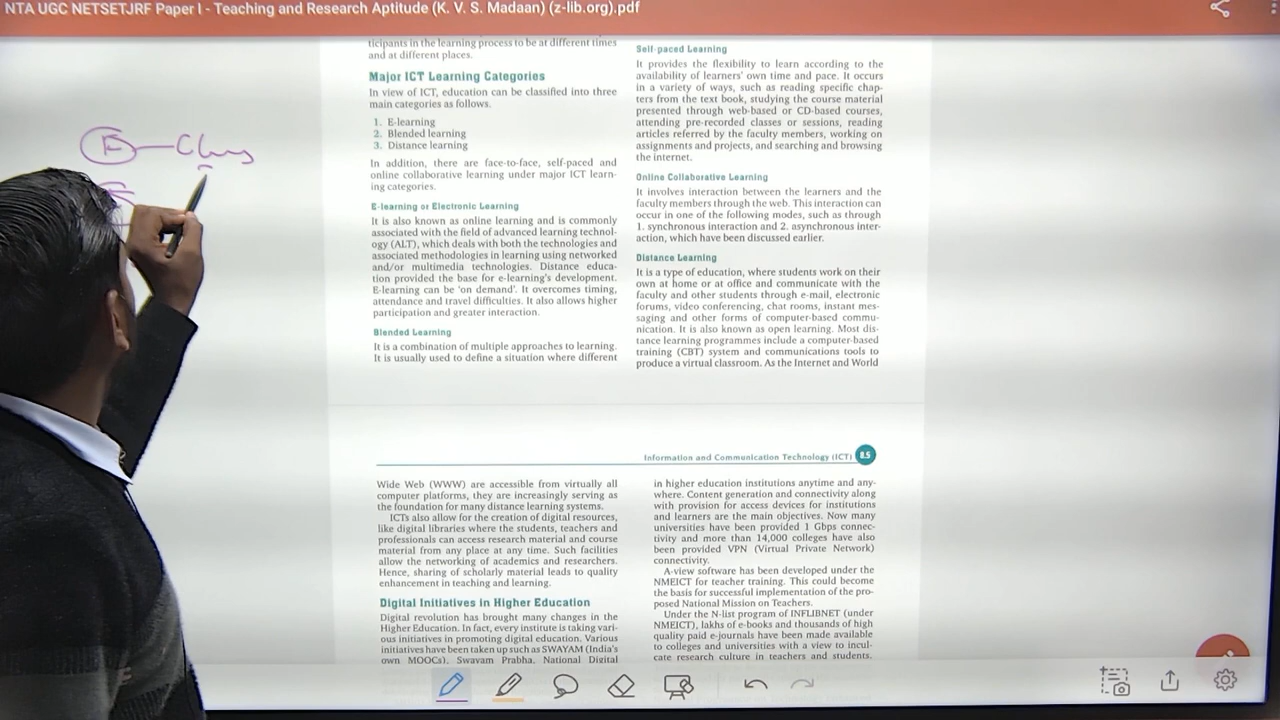 NTA UGC NETSETJRF Paper I - Teaching and Research Aptitude (K. V. S. Madaan) (z-lib.org).pdf
ticipants in the learning process to be at different times
and at different places.
Major ICT Learning Categories
In view of ICT, education can be classified into three
main categories as follows.
1. E-learning
2. Blended learning
3. Distance learning
In addition, there are face-to-face, self-paced and
online collaborative learning under major ICT learn-
ing categories.
E-learning or Electronic Learning
It is also known as online learning and is commonly
associated with the field of advanced learning technol-
ogy (ALT), which deals with both the technologies and
associated methodologies in learning using networked
and/or multimedia technologies. Distance educa-
tion provided the base for e-learning's development.
E-learning can be 'on demand'. It overcomes timing,
attendance and travel difficulties. It also allows higher
participation and greater interaction.
Blended Learning
It is a combination of multiple approaches to learning.
It is usually used to define a situation where different
Self-paced Learning
It provides the flexibility to learn according to the
availability of learners' own time and pace. It occurs
in a variety of ways, such as reading specific chap-
ters from the text book, studying the course material
presented through web-based or CD-based courses,
attending pre-recorded classes or sessions, reading
articles referred by the faculty members, working on
assignments and projects, and searching and browsing
the internet.
Online Collaborative Learning
It involves interaction between the learners and the
faculty members through the web. This interaction can
occur in one of the following modes, such as through
1. synchronous interaction and 2. asynchronous inter-
action, which have been discussed earlier.
Distance Learning
It is a type of education, where students work on their
own at home or at office and communicate with the
faculty and other students through e-mail, electronic
forums, video conferencing, chat rooms, instant mes-
saging and other forms of computer-based commu-
nication. It is also known as open learning. Most dis-
tance learning programmes include a computer-based
training (CBT) system and communications tools to
produce a virtual classroom. As the Internet and World
Information and Communication Technology (ICT) 8.5
Wide Web (WWW) are accessible from virtually all
computer platforms, they are increasingly serving as
the foundation for many distance learning systems.
ICTs also allow for the creation of digital resources,
like digital libraries where the students, teachers and
professionals can access research material and course
material from any place at any time. Such facilities
allow the networking of academics and researchers.
Hence, sharing of scholarly material leads to quality
enhancement in teaching and learning.
Digital Initiatives in Higher Education
Digital revolution has brought many changes in the
Higher Education. In fact, every institute is taking vari-
ous initiatives in promoting digital education. Various
initiatives have been taken up such as SWAYAM (India's
own MOOCs), Swayam Prabha, National Digital
in higher education institutions anytime and any-
where. Content generation and connectivity along
with provision for access devices for institutions
and learners are the main objectives. Now many
universities have been provided 1 Gbps connec-
tivity and more than 14,000 colleges have also
been provided VPN (Virtual Private Network)
connectivity.
A-view software has been developed under the
NMEICT for teacher training. This could become
the basis for successful implementation of the pro-
posed National Mission on Teachers.
Under the N-list program of INFLIBNET (under
NMEICT), lakhs of e-books and thousands of high
quality paid e-journals have been made available
to colleges and universities with a view to incul-
cate research culture in teachers and students.